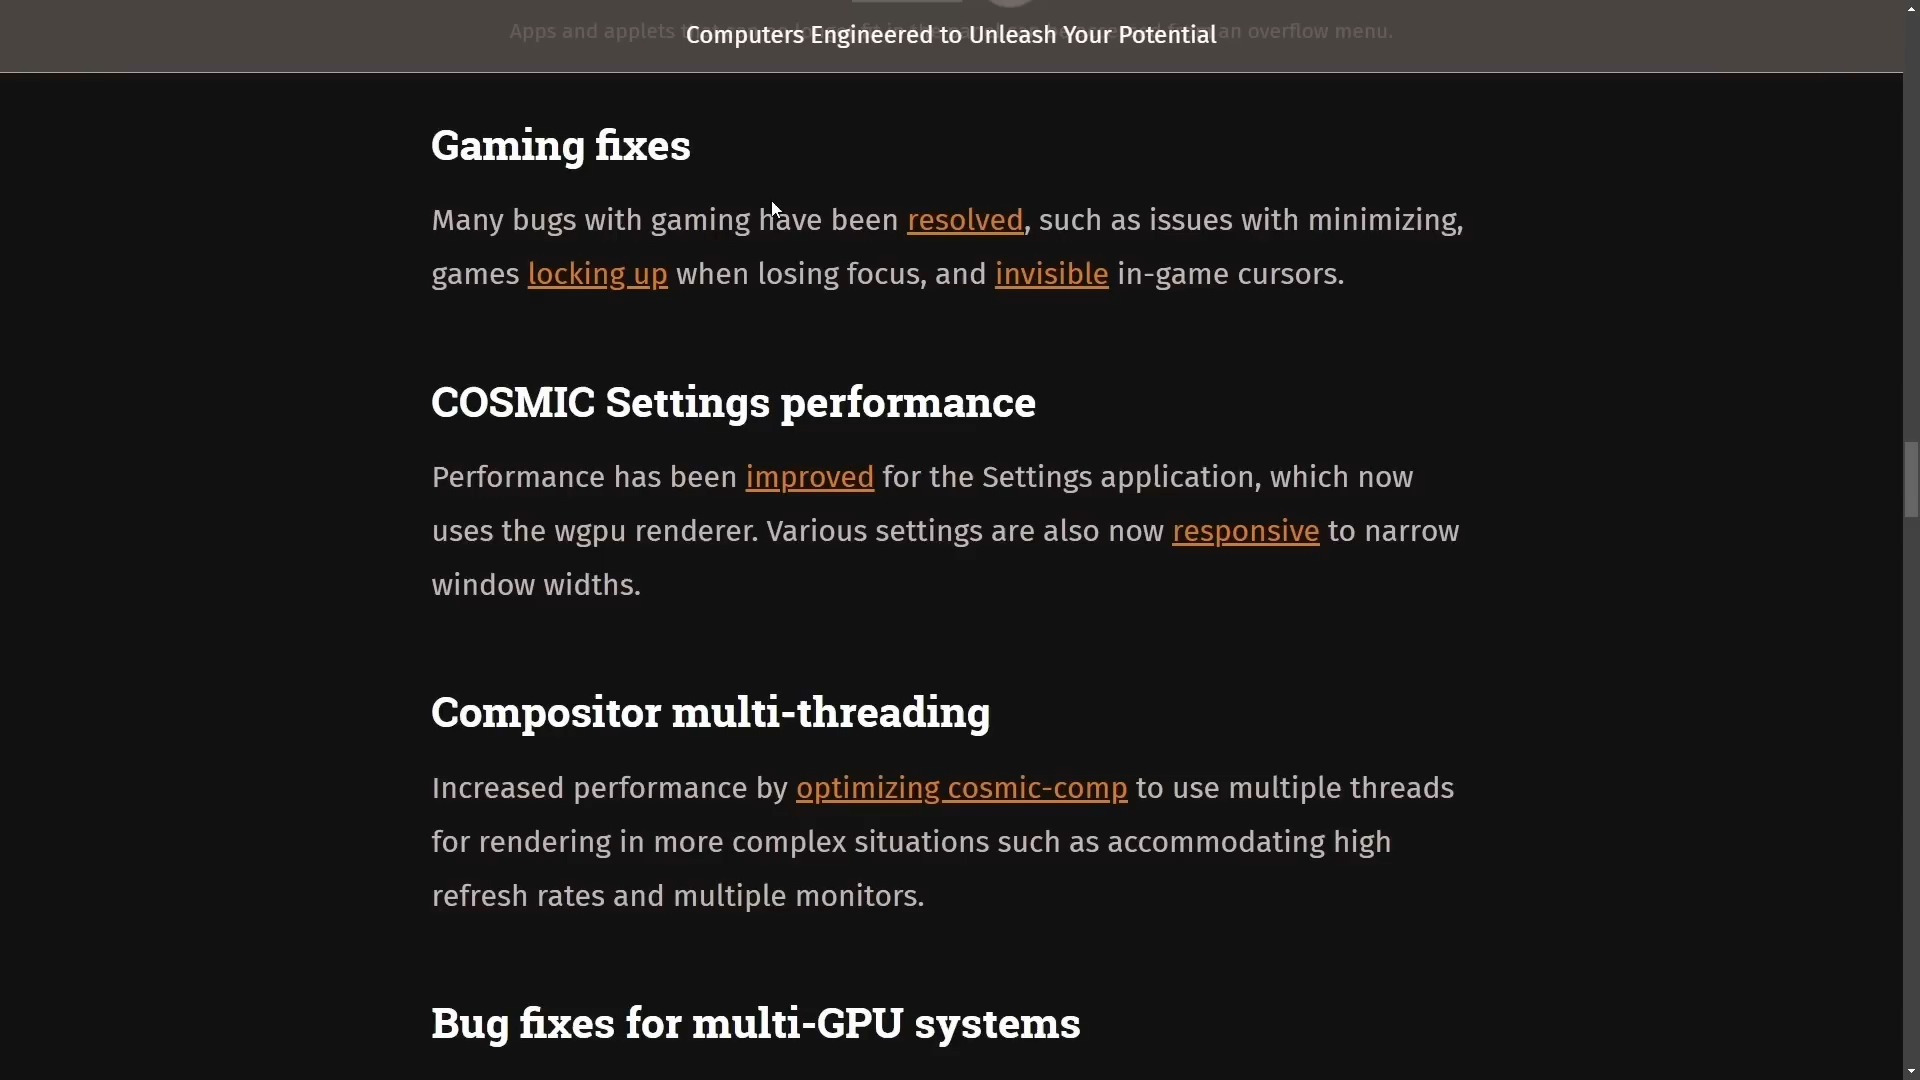 Apps and applets that an overflow menu.
Computers Engineered to Unleash Your Potential
Gaming fixes
Many bugs with gaming have been resolved, such as issues with minimizing,
games locking up when losing focus, and invisible in-game cursors.
COSMIC Settings performance
Performance has been improved for the Settings application, which now
uses the wgpu renderer. Various settings are also now responsive to narrow
window widths.
Compositor multi-threading
Increased performance by optimizing cosmic-comp to use multiple threads
for rendering in more complex situations such as accommodating high
refresh rates and multiple monitors.
Bug fixes for multi-GPU systems